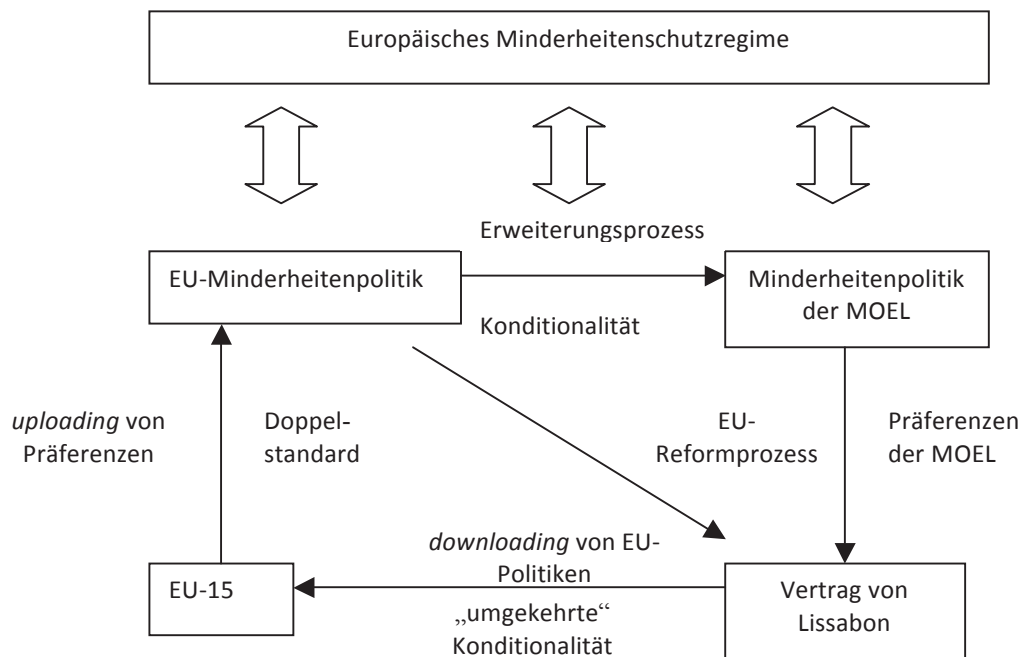 Europäisches Minderheitenschutzregime
Erweiterungsprozess
EU-Minderheitenpolitik
Minderheitenpolitik
der MOEL
Konditionalität
uploading von
Präferenzen
Doppel-
standard
EU-
Reformprozess
Präferenzen
der MOEL
downloading von EU-
Politiken
EU-15
„umgekehrte“
Konditionalität
Vertrag von
Lissabon